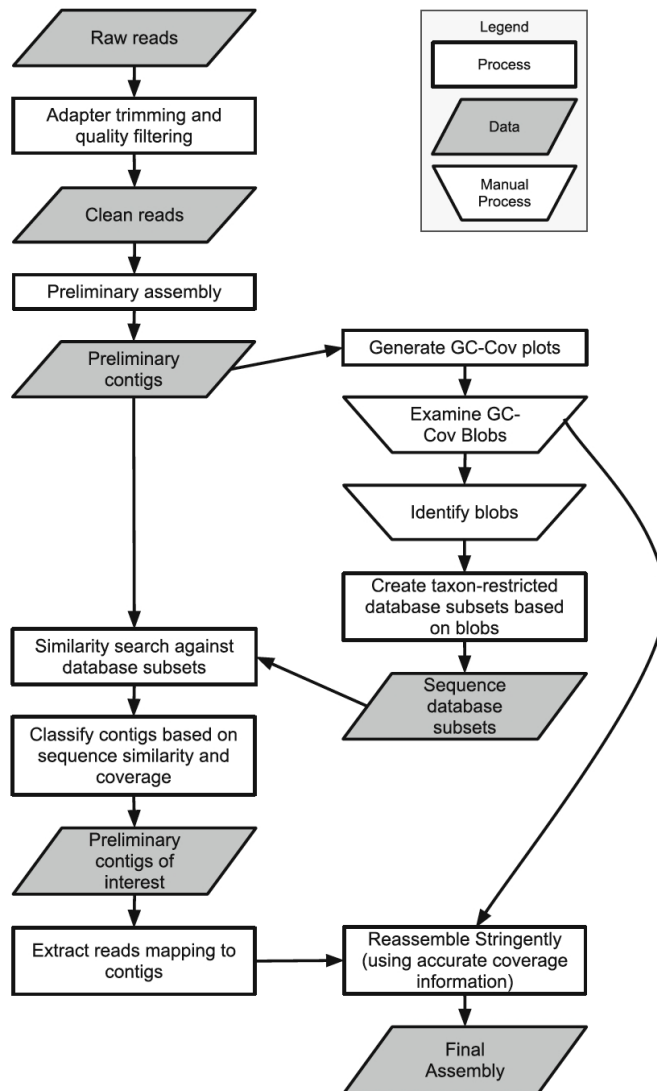 Raw reads
Adapter trimming and
quality filtering
Clean reads
Preliminary assembly
Preliminary
contigs
Similarity search against
database subsets
Classify contigs based on
sequence similarity and
coverage
Preliminary
contigs of
interest
Extract reads mapping to
contigs
Legend
Process
Data
Manual
Process
Generate GC-Cov plots
Examine GC-
Cov Blobs
Identify blobs
Create taxon-restricted
database subsets based
on blobs
Sequence
database
subsets
Reassemble Stringently
(using accurate coverage
information)
Final
Assembly